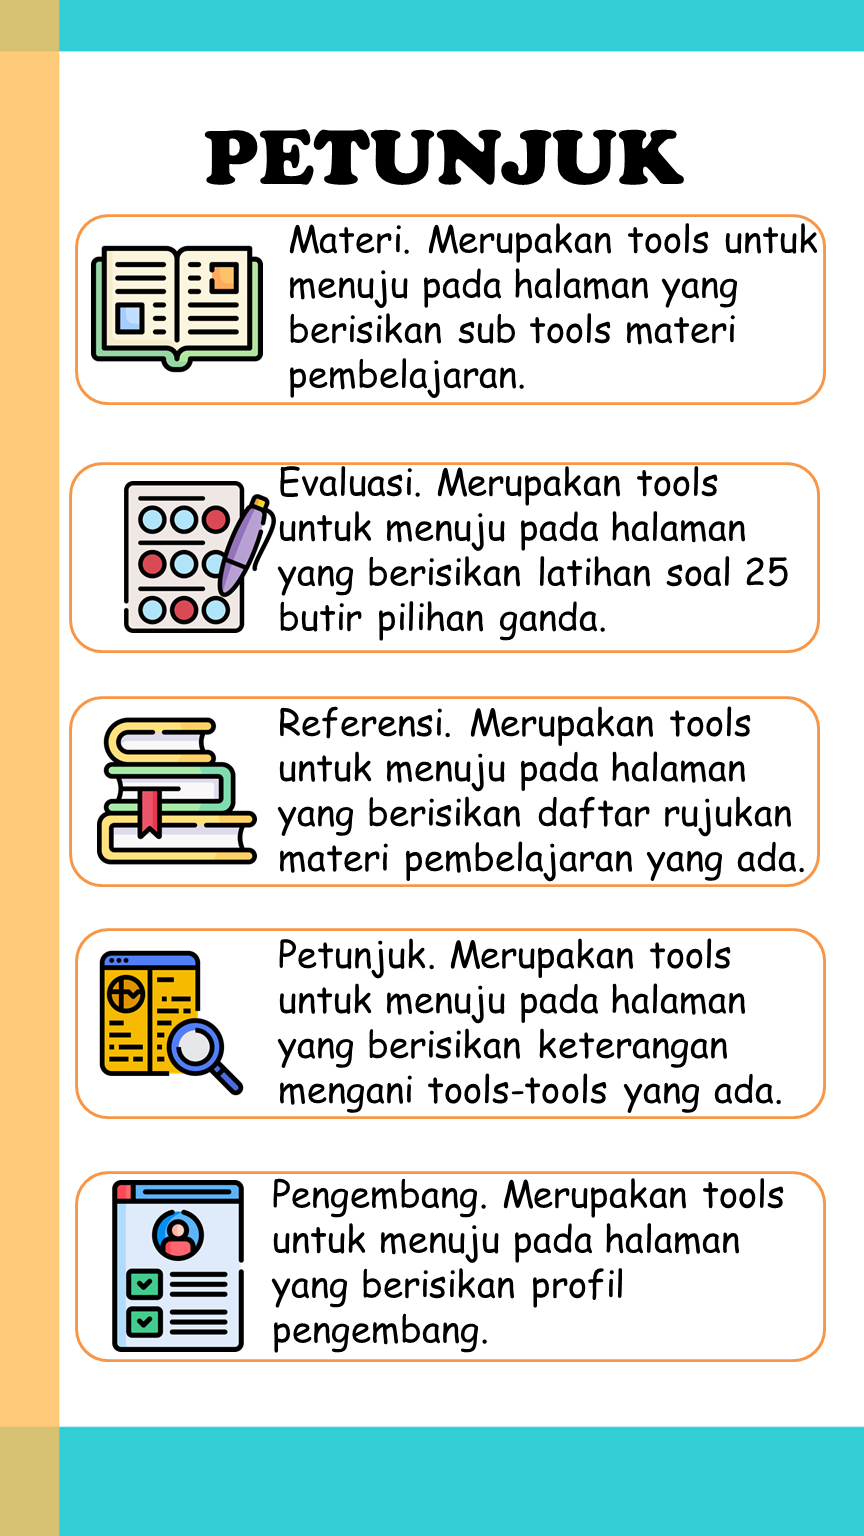 PETUNJUK
Materi. Merupakan tools untuk
menuju pada halaman yang
berisikan sub tools materi
pembelajaran.
Evaluasi. Merupakan tools
untuk menuju pada halaman
yang berisikan latihan soal 25
butir pilihan ganda.
Referensi. Merupakan tools
untuk menuju pada halaman
yang berisikan daftar rujukan
materi pembelajaran yang ada.
Petunjuk. Merupakan tools
untuk menuju pada halaman
yang berisikan keterangan
mengani tools-tools yang ada.
Pengembang. Merupakan tools
untuk menuju pada halaman
yang berisikan profil
pengembang.